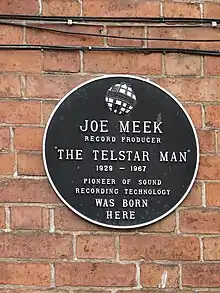 JOE MEEK
RECORD PRODUCER
"THE TELSTAR MAN"
1929 – 1967
PIONEER OF SOUND
RECORDING TECHNOLOGY
WAS BORN
HERE